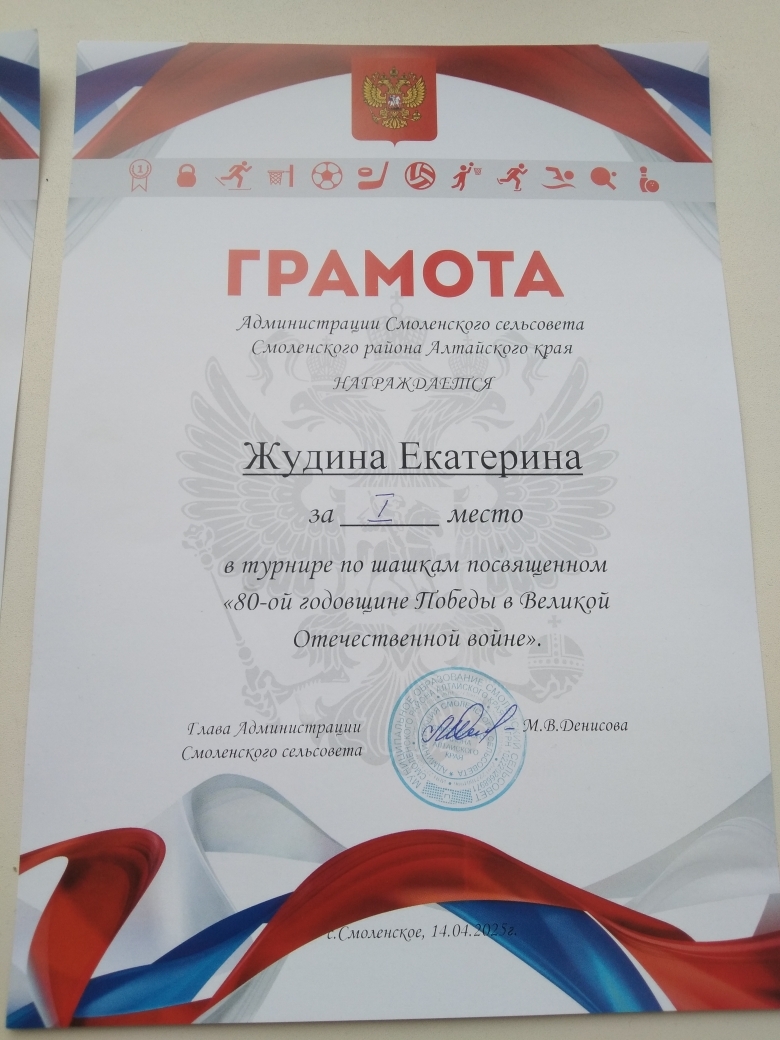 ГРАМОТА
Администрации Смоленского сельсовета
Смоленского района Алтайского края
НАГРАЖДАЕТСЯ
Жудина Екатерина
за I место
в турнире по шашкам посвященном
«80-ой годовщине Победы в Великой
Отечественной войне».
Глава Администрации
Смоленского сельсовета
М.В.Денисова
с.Смоленское, 14.04.2025г.